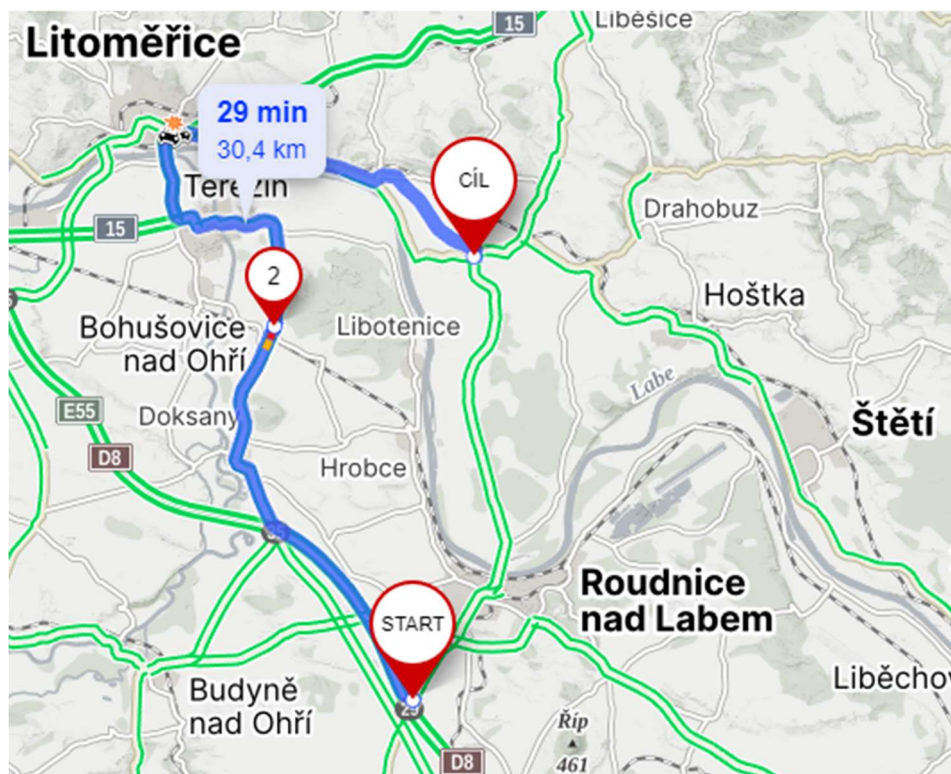 15
Liběšice
Litoměřice
29 min
30,4 km
CÍL
Terezín
15
Drahobuz
2
Hoštka
Bohušovice
nad Ohří
Libotenice
Labe
E55
Doksany
Štětí
D8
Hrobce
Roudnice
nad Labem
START
Liběchov
Budyně
nad Ohří
Říp
461
D8